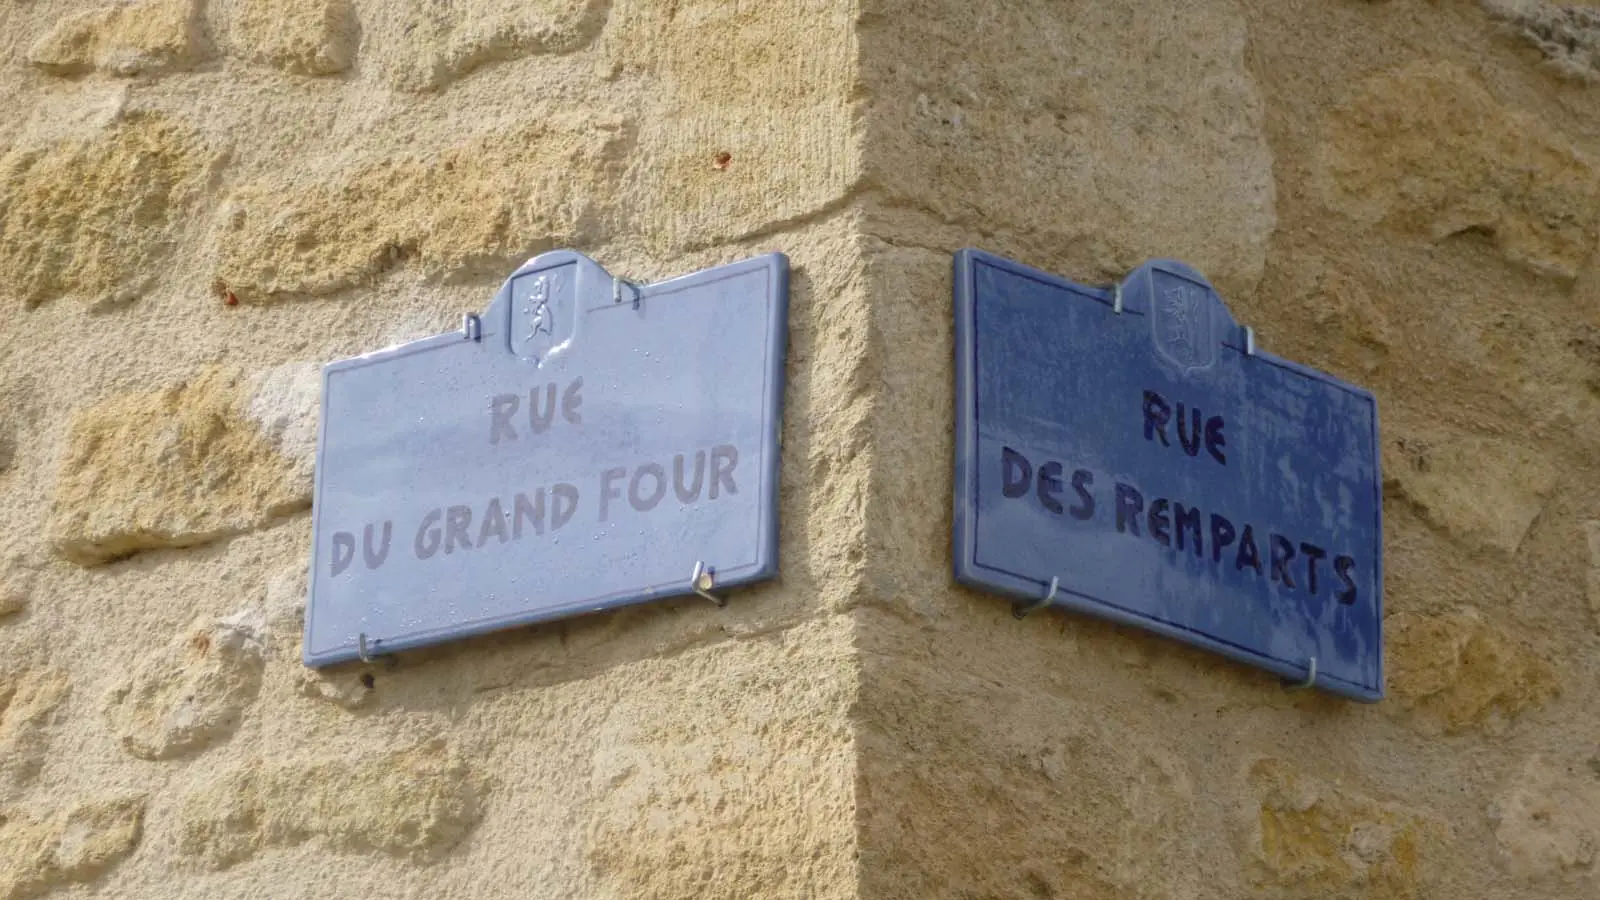 RUE
DU GRAND FOUR
RUE
DES REMPARTS